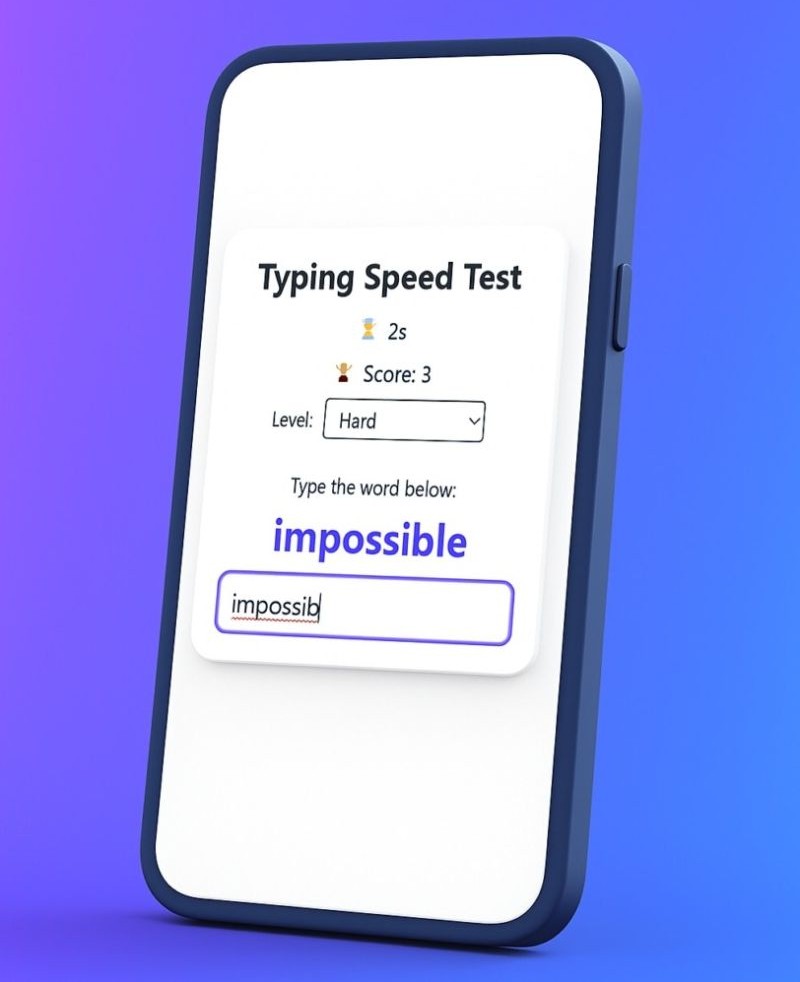 Typing Speed Test
⏳ 2s
🏆 Score: 3
Level: Hard
Type the word below:
impossible
impossib